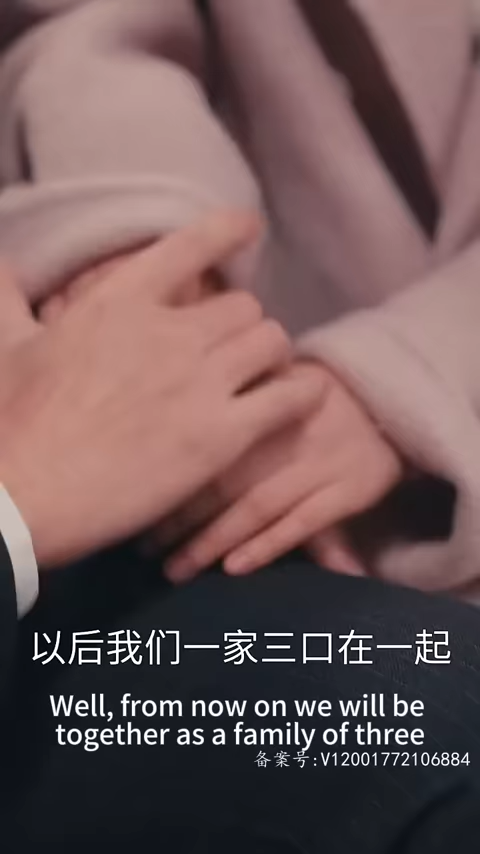 以后我们一家三口在一起
Well, from now on we will be
together as a family of three
备案号:V12001772106884